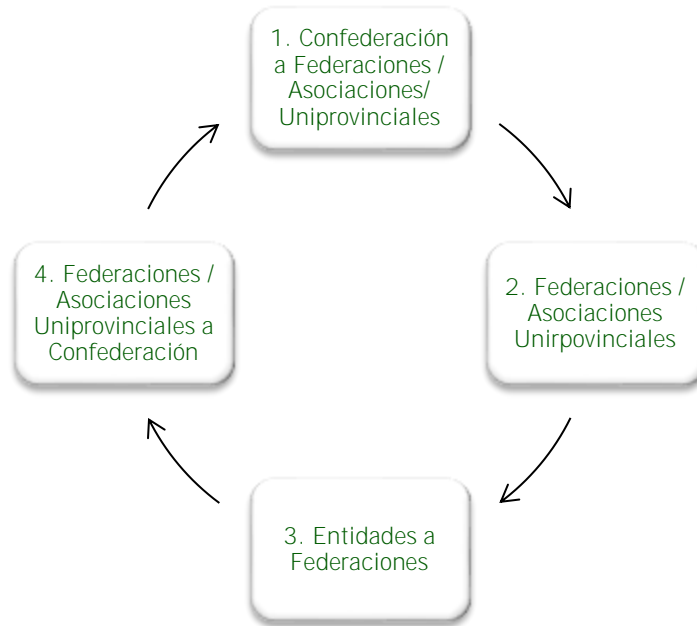 1. Confederación
a Federaciones /
Asociaciones/
Uniprovinciales
2. Federaciones /
Asociaciones
Unirpovinciales
3. Entidades a
Federaciones
4. Federaciones /
Asociaciones
Uniprovinciales a
Confederación